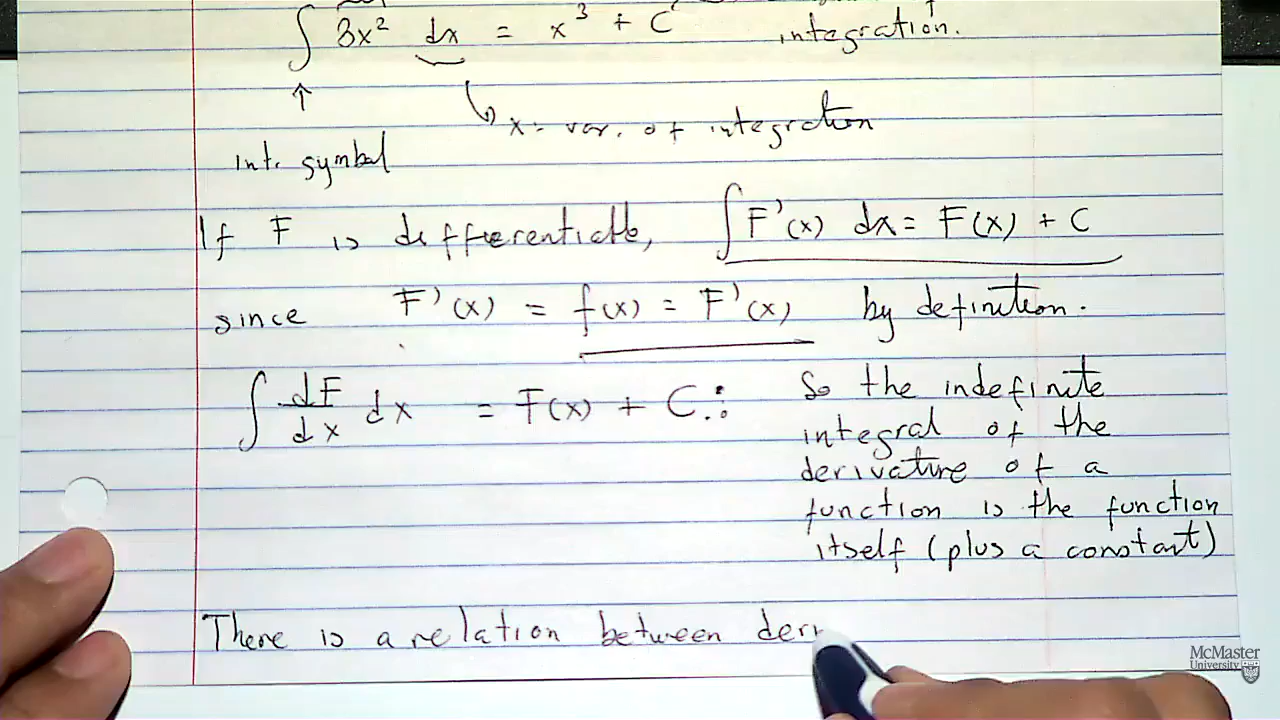 ∫ 3x² dx = x³ + C integration.
x = var. of integration
Int. symbol
If F is differentiable, ∫ F'(x) dx = F(x) + C
since F'(x) = f(x) = F'(x) by definition.
∫ dF/dx dx = F(x) + C ∴ So the indefinite
integral of the
derivative of a
function is the function
itself (plus a constant)
There is a relation between deri
McMaster
University